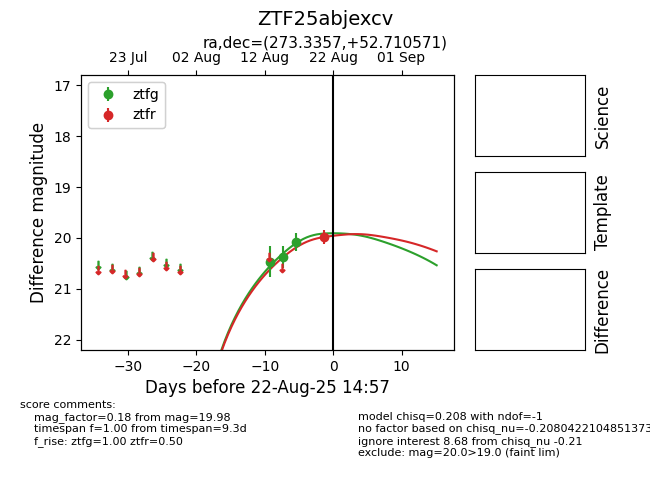 ZTF25abjexcv
ra,dec=(273.3357,+52.710571)
23 Jul 02 Aug 12 Aug 22 Aug 01 Sep
ztfg
ztfr
17
18
19
20
21
22
Difference magnitude
−30 −20 −10 0 10
Days before 22-Aug-25 14:57
Science
Template
Difference
score comments:
mag_factor=0.18 from mag=19.98
timespan f=1.00 from timespan=9.3d
f_rise: ztfg=1.00 ztfr=0.50
model chisq=0.208 with ndof=-1
no factor based on chisq_nu=-0.2080422104851373
ignore interest 8.68 from chisq_nu -0.21
exclude: mag=20.0>19.0 (faint lim)